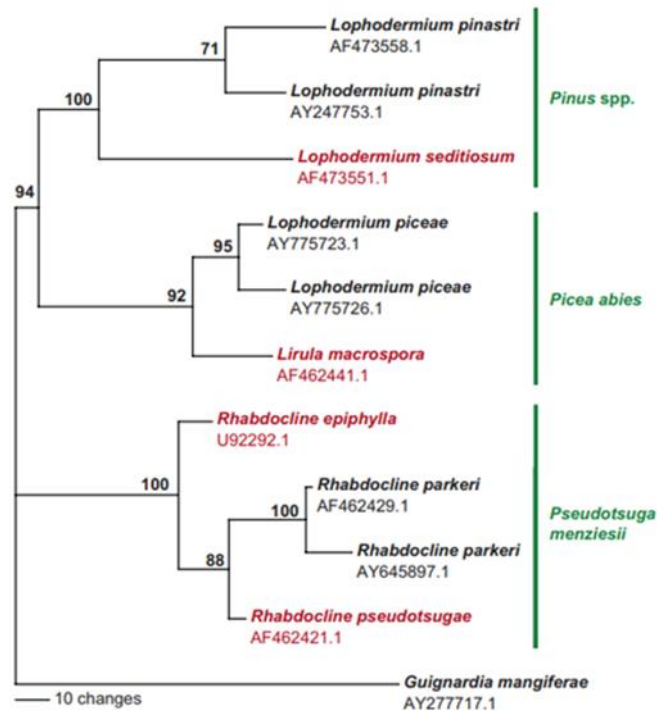 Lophodermium pinastri
AF473558.1
71
Lophodermium pinastri
AY247753.1
100
Pinus spp.
Lophodermium seditiosum
AF473551.1
94
Lophodermium piceae
AY775723.1
95
Lophodermium piceae
AY775726.1
92
Picea abies
Lirula macrospora
AF462441.1
Rhabdocline epiphylla
U92292.1
100
Rhabdocline parkeri
AF462429.1
100
Pseudotsuga
menziesii
Rhabdocline parkeri
AY645897.1
88
Rhabdocline pseudotsugae
AF462421.1
Guignardia mangiferae
AY277717.1
10 changes